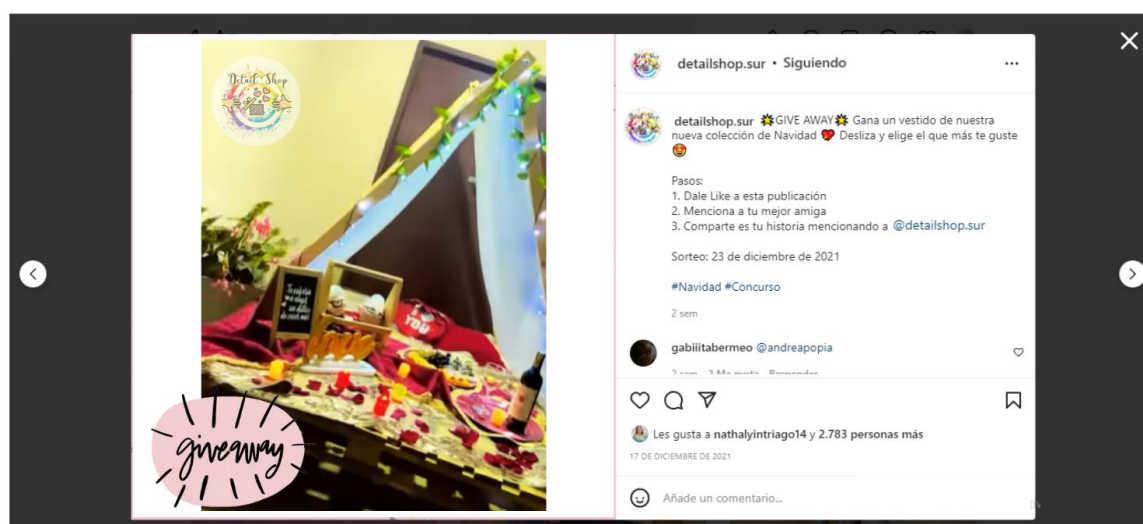 Detail Shop
I ♥
YOU
giveaway
detailshop.sur • Siguiendo
detailshop.sur 🌟GIVE AWAY🌟 Gana un vestido de nuestra
nueva colección de Navidad 💖 Desliza y elige el que más te guste
🤩
Pasos:
1. Dale Like a esta publicación
2. Menciona a tu mejor amiga
3. Comparte es tu historia mencionando a @detailshop.sur
Sorteo: 23 de diciembre de 2021
#Navidad #Concurso
2 sem
gabiiitabermeo @andreapopia
Les gusta a nathalyintriago14 y 2.783 personas más
17 DE DICIEMBRE DE 2021
Añade un comentario...